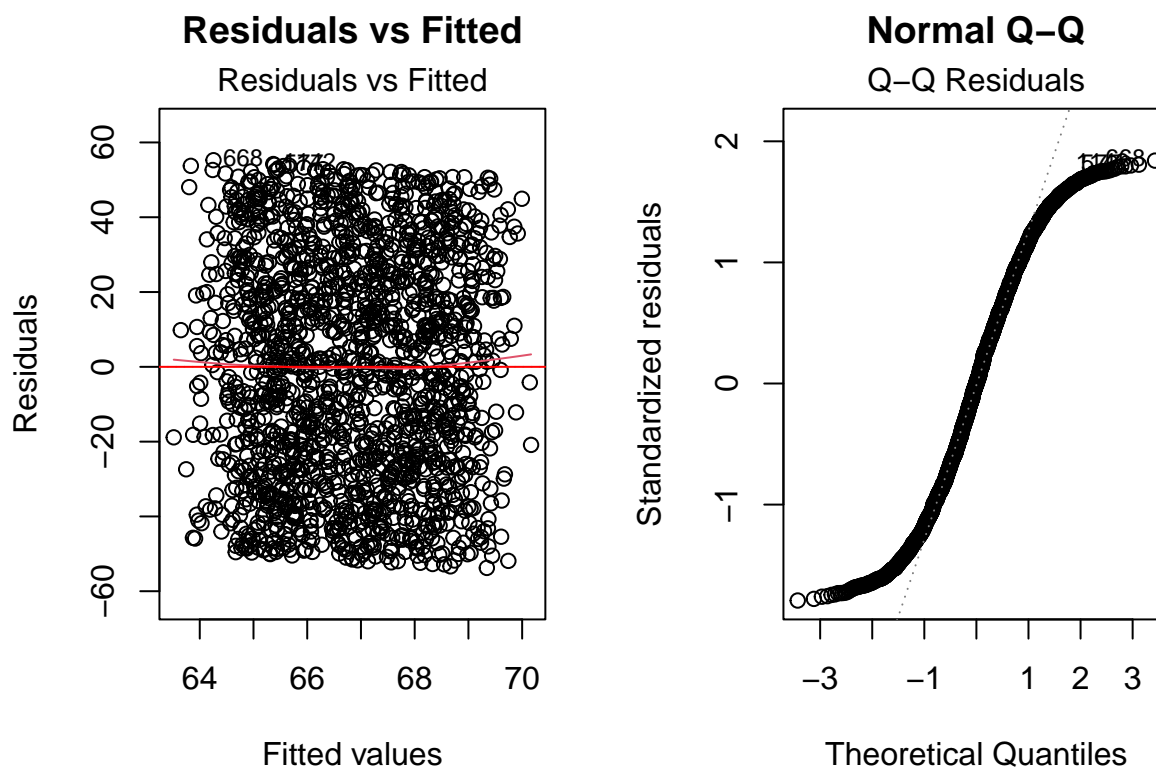 Residuals vs Fitted
Residuals vs Fitted
Residuals
60
40
20
0
−20
−60
668
64
66
68
70
Fitted values
Normal Q−Q
Q−Q Residuals
Standardized residuals
2
1
0
−1
668
−3
−1
1
2
3
Theoretical Quantiles